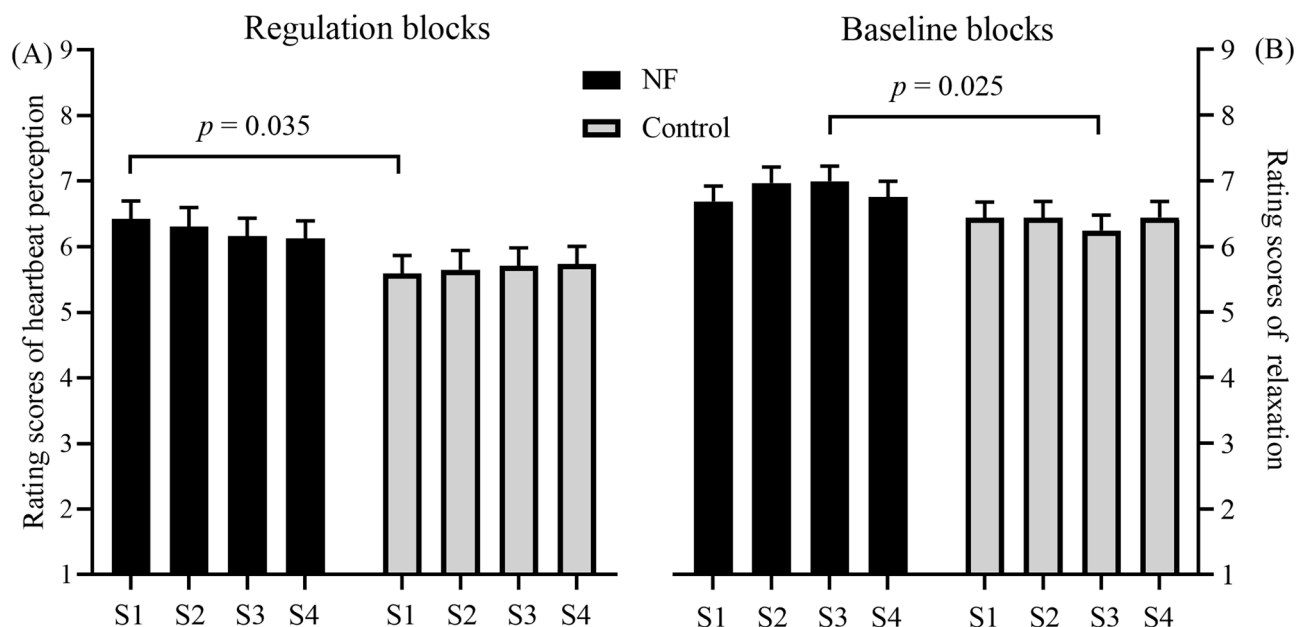 Regulation blocks
Baseline blocks
(A)
(B)
NF
Control
p = 0.035
p = 0.025
Rating scores of heartbeat perception
9
8
7
6
5
4
3
2
1
S1 S2 S3 S4 S1 S2 S3 S4
S1 S2 S3 S4 S1 S2 S3 S4
9
8
7
6
5
4
3
2
1
Rating scores of relaxation